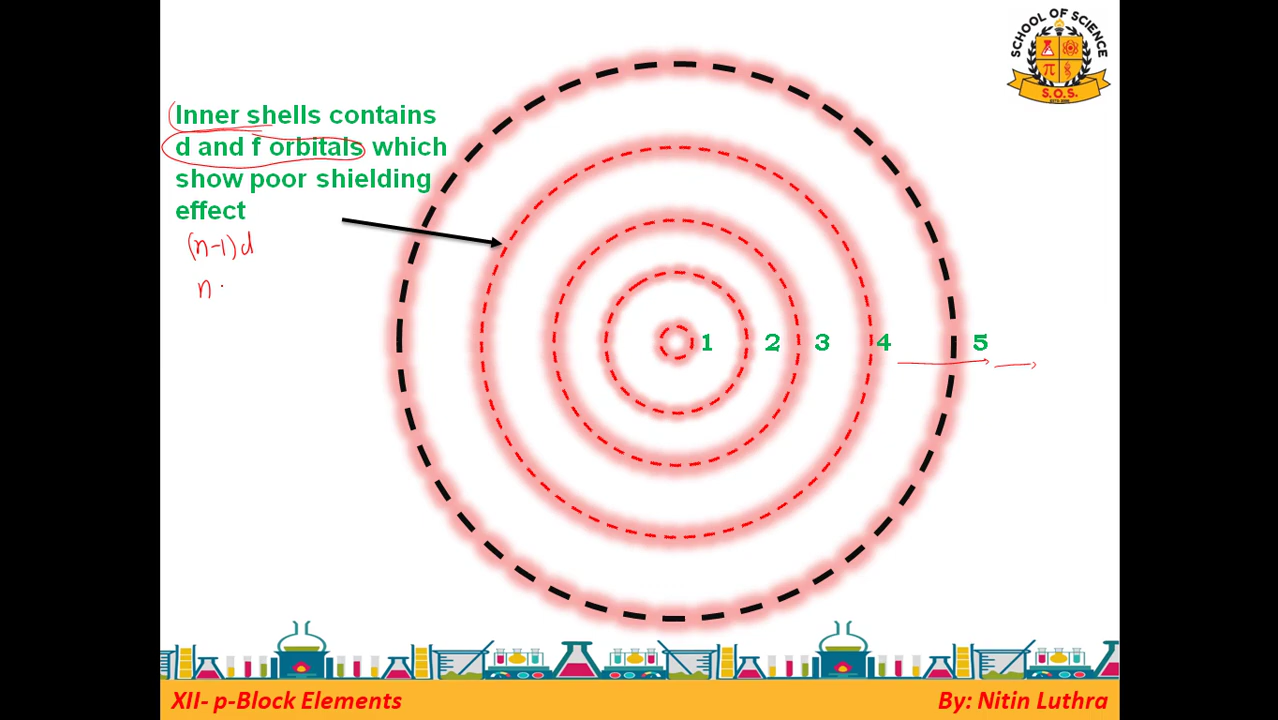 SCHOOL OF SCIENCE
π
S.O.S.
Inner shells contains
d and f orbitals which
show poor shielding
effect
(n-1)d
n
1 2 3 4 5
XII- p-Block Elements
By: Nitin Luthra